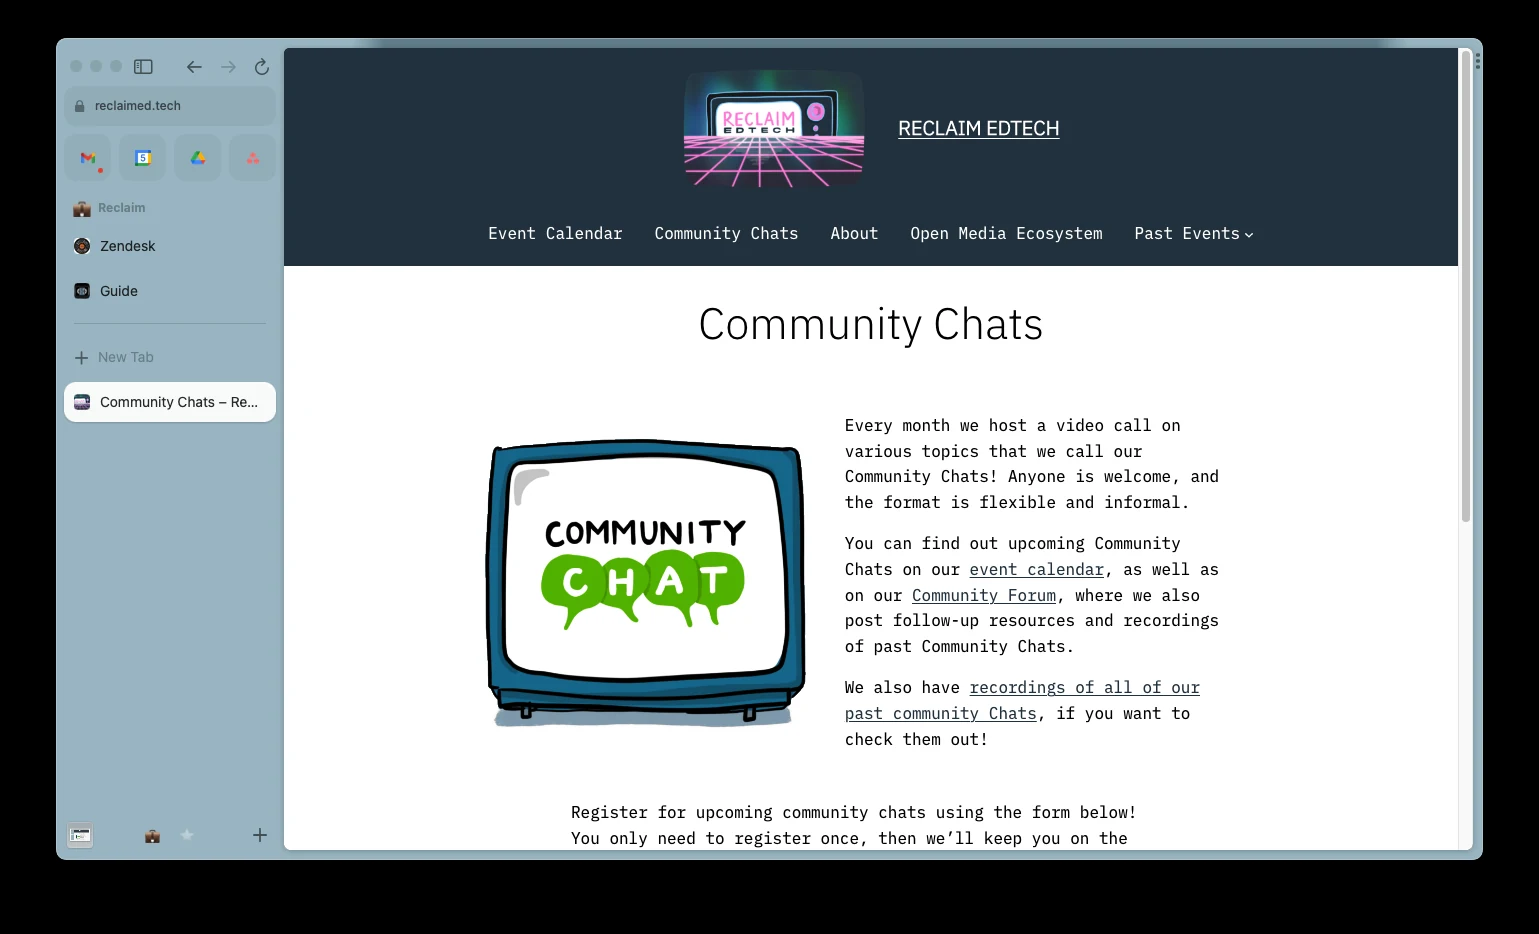 reclaimed.tech
5
Reclaim
Zendesk
Guide
New Tab
Community Chats – Re...
RECLAIM
EDTECH
RECLAIM EDTECH
Event Calendar Community Chats About Open Media Ecosystem Past Events
Community Chats
COMMUNITY
CHAT
Every month we host a video call on
various topics that we call our
Community Chats! Anyone is welcome, and
the format is flexible and informal.
You can find out upcoming Community
Chats on our event calendar, as well as
on our Community Forum, where we also
post follow-up resources and recordings
of past Community Chats.
We also have recordings of all of our
past community Chats, if you want to
check them out!
Register for upcoming community chats using the form below!
You only need to register once, then we’ll keep you on the